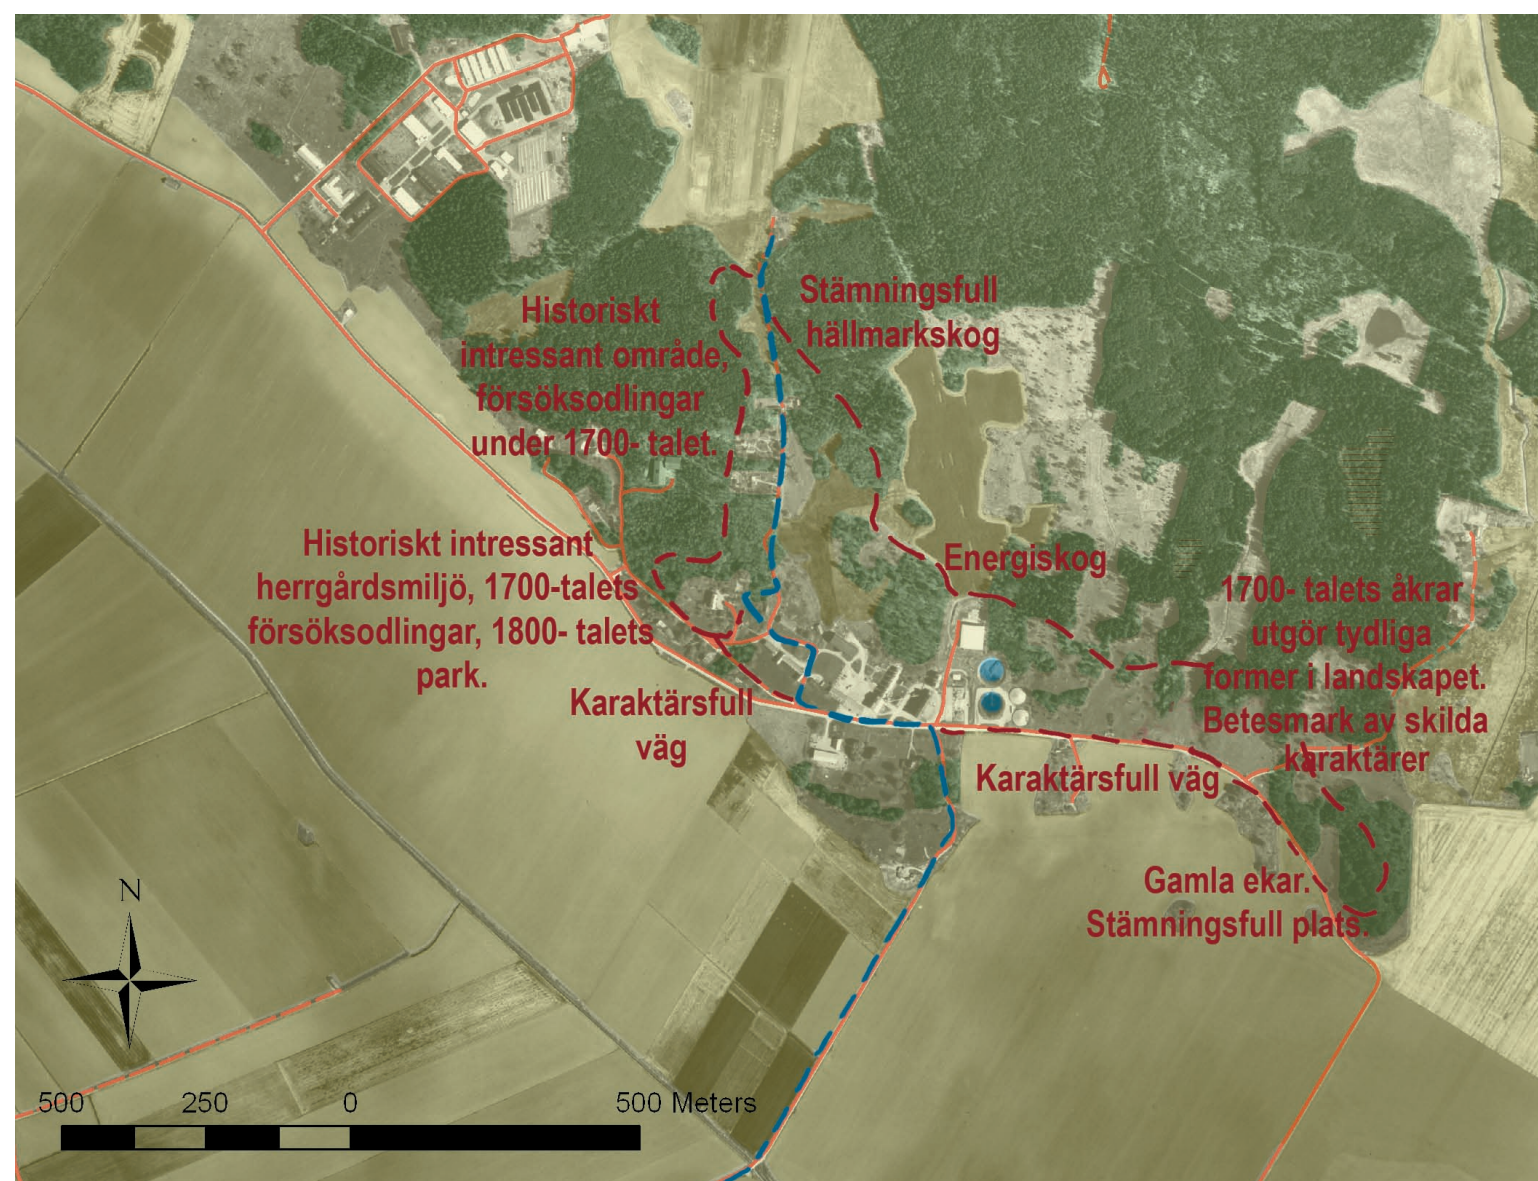 Stämningsfull
hällmarkskog
Historiskt
intressant område,
försöksodlingar
under 1700- talet.
Historiskt intressant
herrgårdsmiljö, 1700-talets
försöksodlingar, 1800- talets
park.
Energiskog
1700- talets åkrar
utgör tydliga
former i landskapet.
Betesmark av skilda
karaktärer
Karaktärsfull
väg
Karaktärsfull väg
Gamla ekar.
Stämningsfull plats.
N
500 250 0 500 Meters